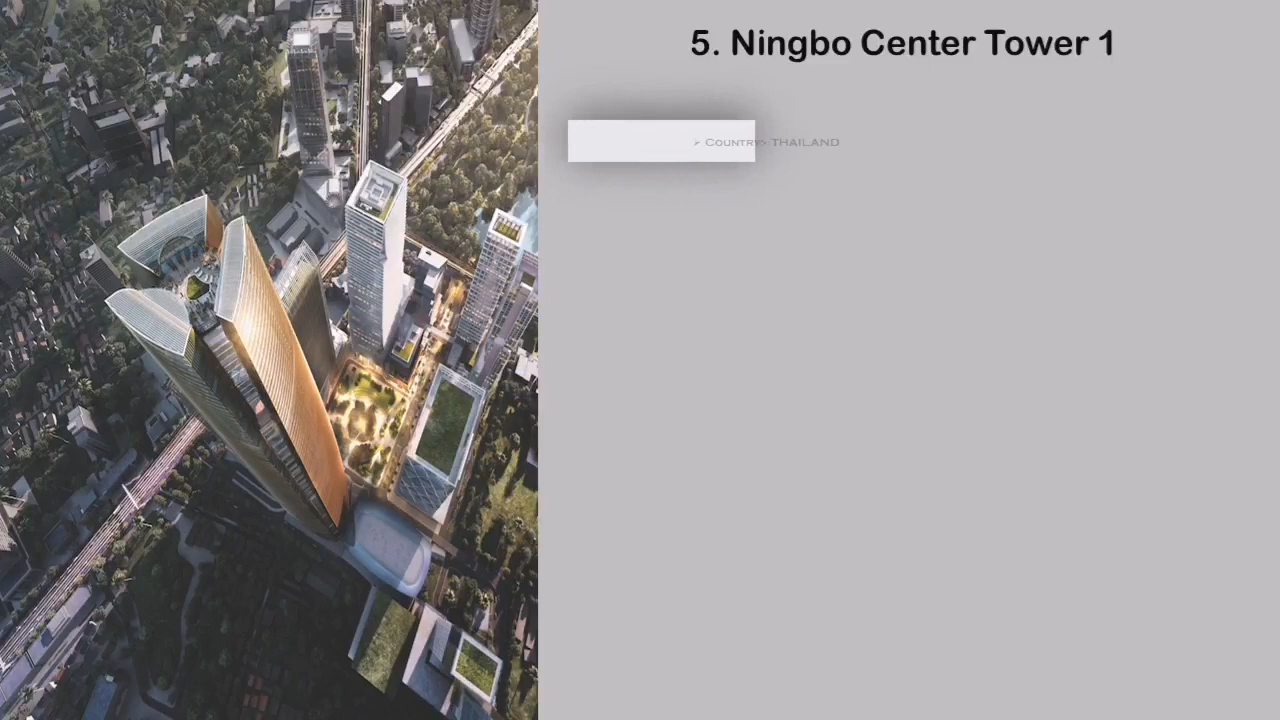 5. Ningbo Center Tower 1
➢ Country:- THAILAND